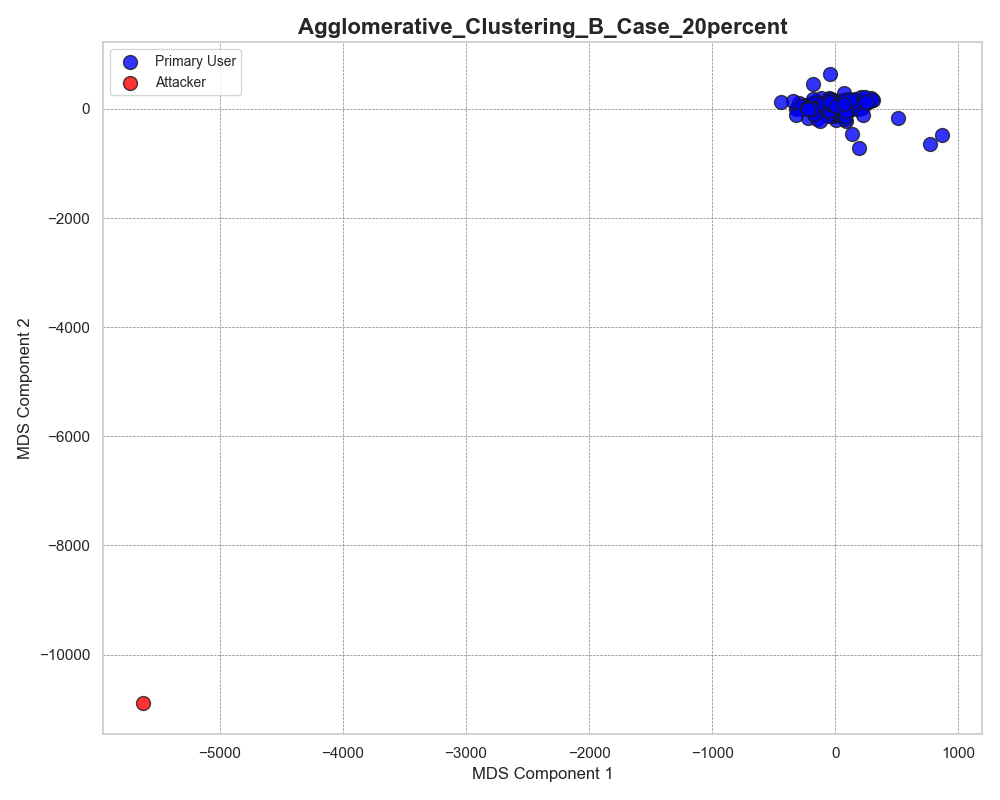 Agglomerative_Clustering_B_Case_20percent
Primary User
Attacker
0
−2000
−4000
−6000
−8000
−10000
MDS Component 2
−5000 −4000 −3000 −2000 −1000 0 1000
MDS Component 1